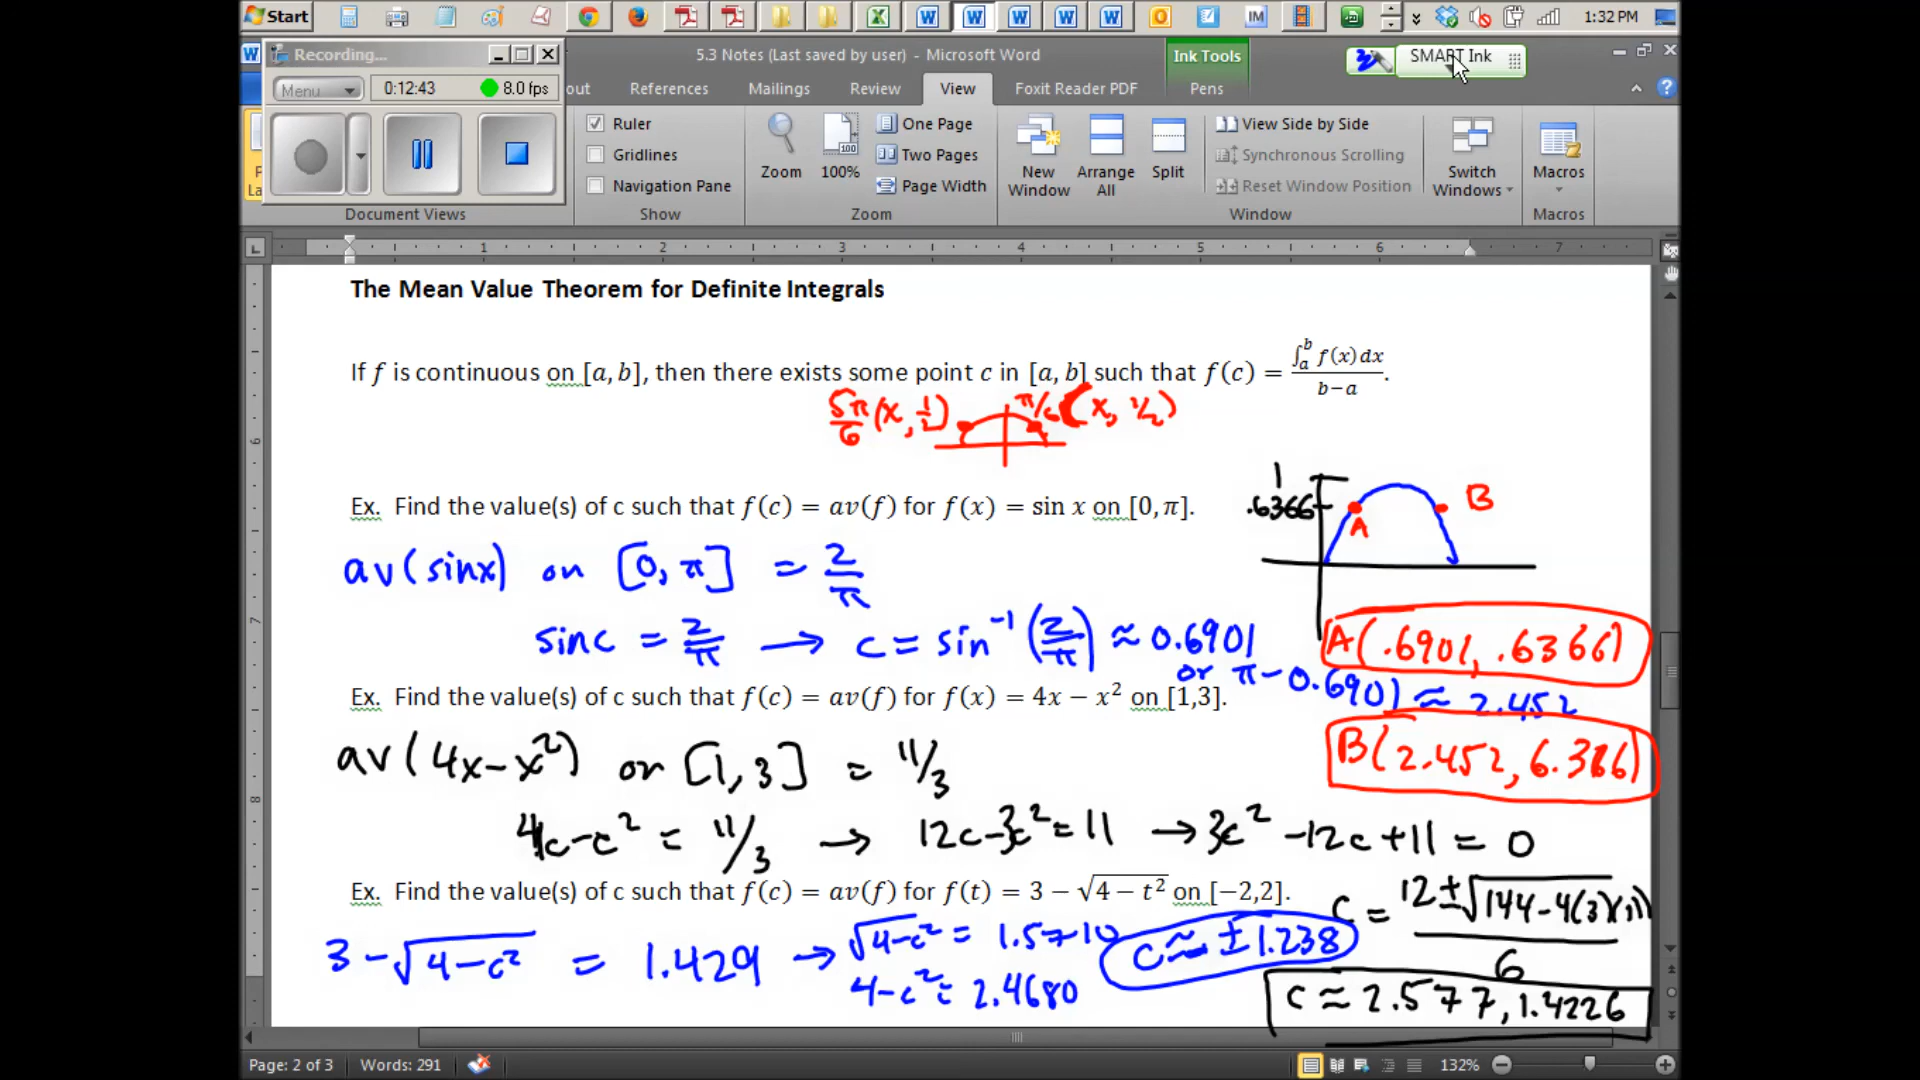 Start
1:32 PM
Recording...
5.3 Notes (Last saved by user) - Microsoft Word
Ink Tools
SMART Ink
Menu
0:12:43
8.0 fps
out
References
Mailings
Review
View
Foxit Reader PDF
Pens
Ruler
Gridlines
Navigation Pane
Zoom
100%
One Page
Two Pages
Page Width
New Window
Arrange All
Split
View Side by Side
Synchronous Scrolling
Reset Window Position
Switch Windows
Macros
Document Views
Show
Zoom
Window
Macros
1 2 3 4 5 6 7
The Mean Value Theorem for Definite Integrals
If f is continuous on [a, b], then there exists some point c in [a, b] such that f(c) = ∫_a^b f(x)dx / b−a.
5π/6 (x, 1/2) π/6 (x, 1/2)
Ex. Find the value(s) of c such that f(c) = av(f) for f(x) = sin x on [0, π].
1
.6366
A
B
av(sinx) on [0, π] = 2/π
sinc = 2/π → c = sin⁻¹(2/π) ≈ 0.6901
or π − 0.6901 ≈ 2.452
A(.6901, .6366)
Ex. Find the value(s) of c such that f(c) = av(f) for f(x) = 4x − x² on [1,3].
B(2.452, 6.366)
av(4x−x²) on [1, 3] = 11/3
4c−c² = 11/3 → 12c−3c² = 11 → 3c² −12c +11 = 0
Ex. Find the value(s) of c such that f(c) = av(f) for f(t) = 3 − √4 − t² on [−2,2].
c = 12 ± √144−4(3)(11) / 6
3 − √4−c² = 1.429 → √4−c² = 1.5710
4−c² = 2.4680
c ≈ ±1.238
c ≈ 2.577, 1.4226
Page: 2 of 3
Words: 291
132%